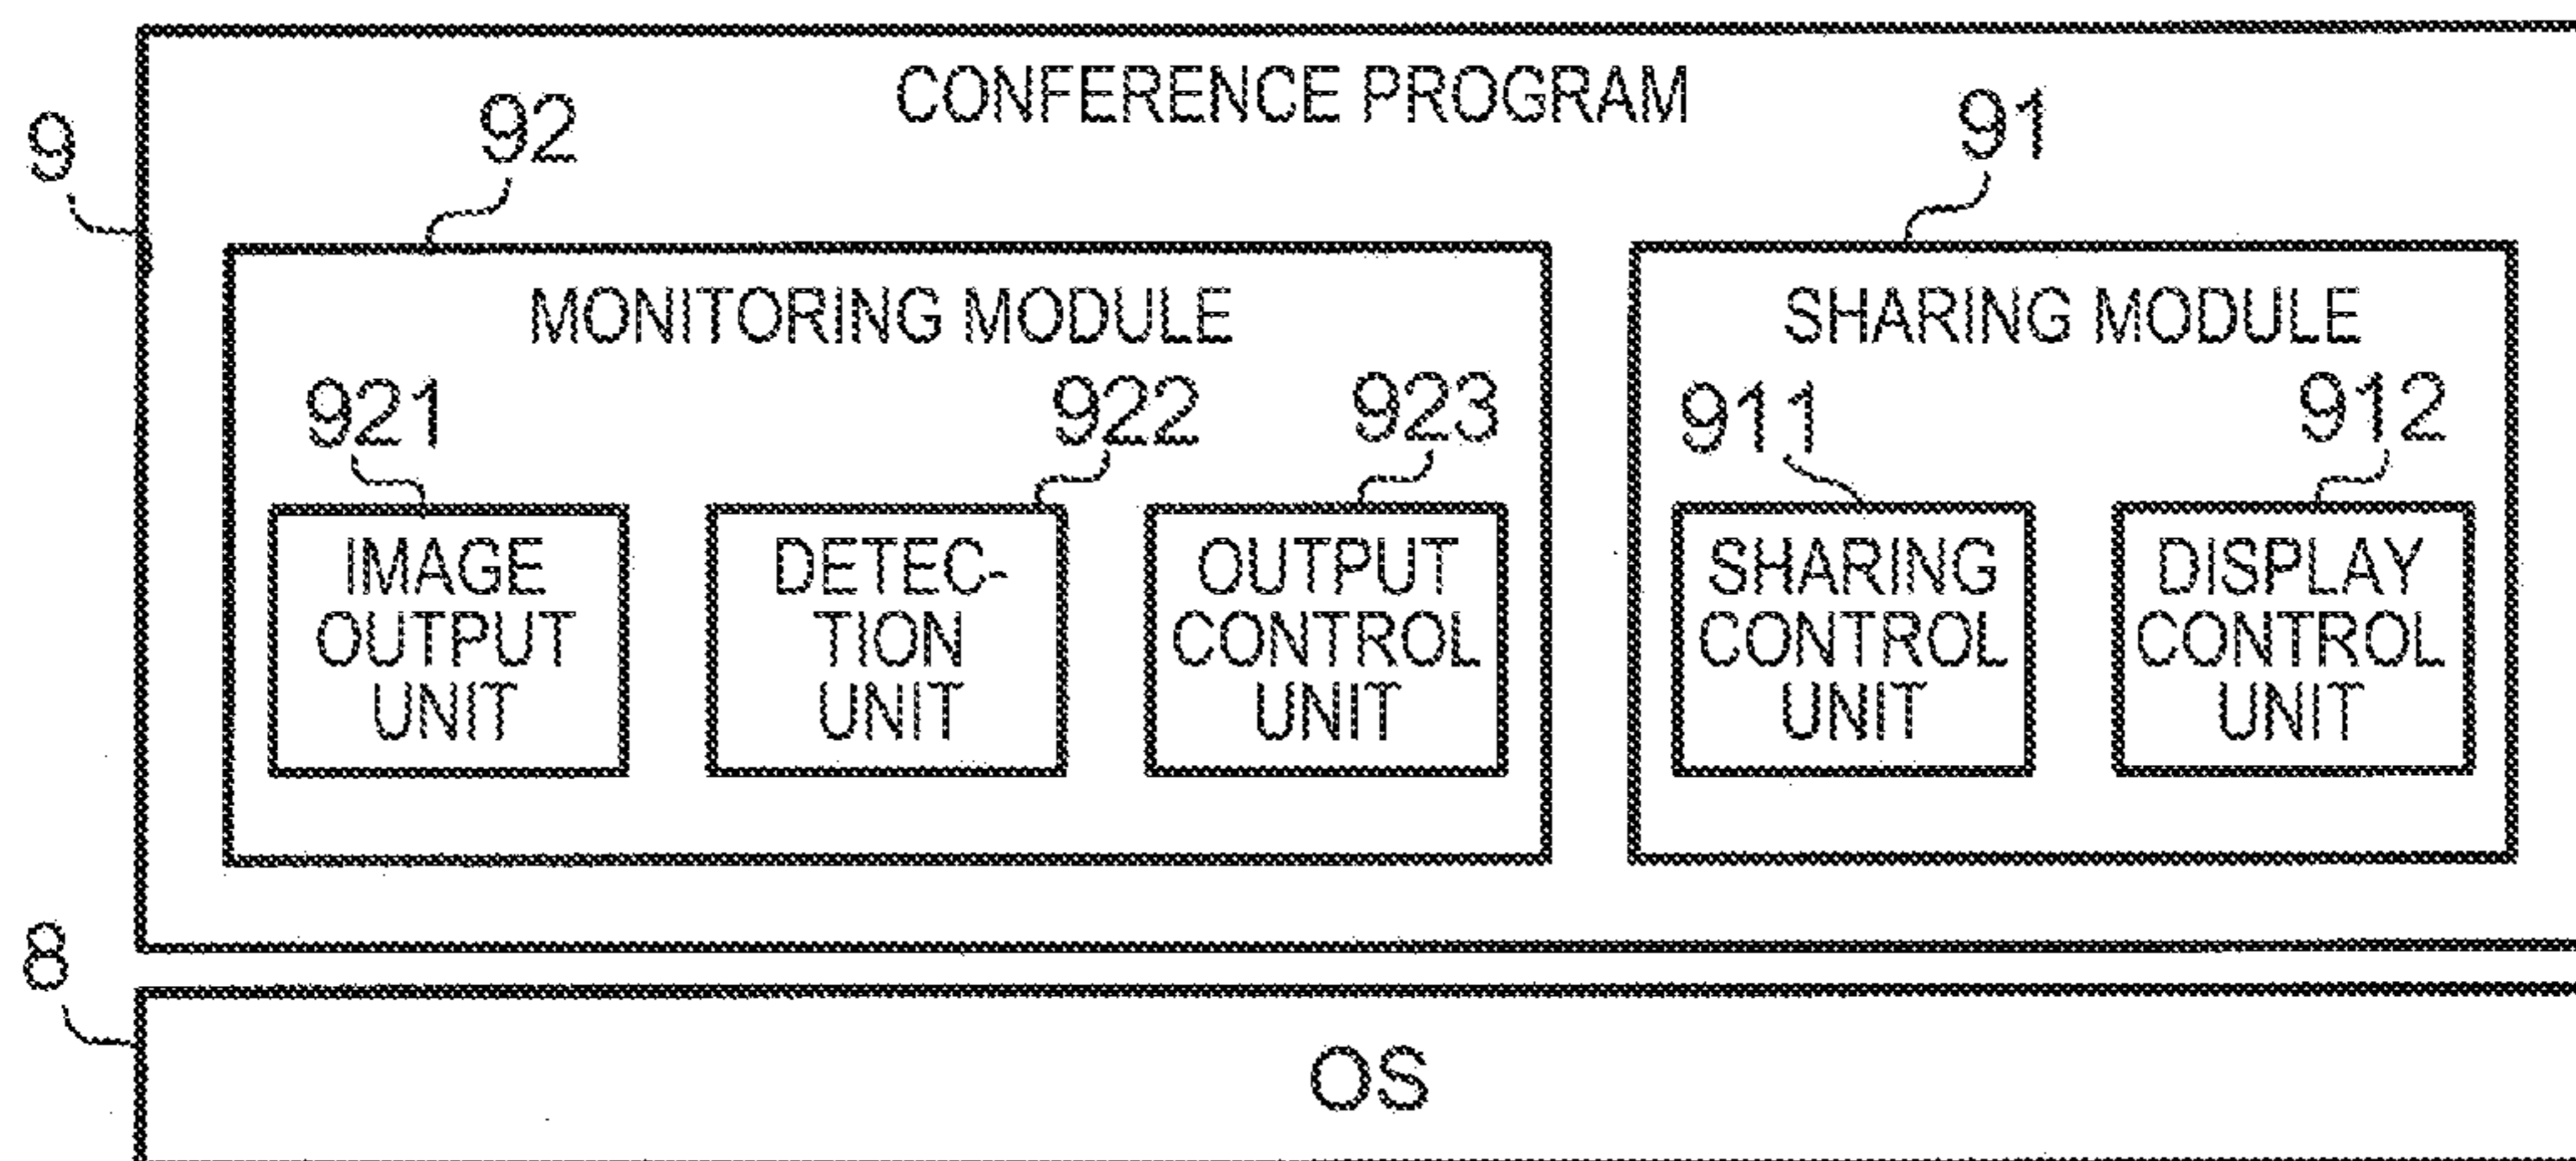 CONFERENCE PROGRAM
9
92
91
MONITORING MODULE
SHARING MODULE
921
922
923
911
912
IMAGE
OUTPUT
UNIT
DETEC-
TION
UNIT
OUTPUT
CONTROL
UNIT
SHARING
CONTROL
UNIT
DISPLAY
CONTROL
UNIT
8
OS